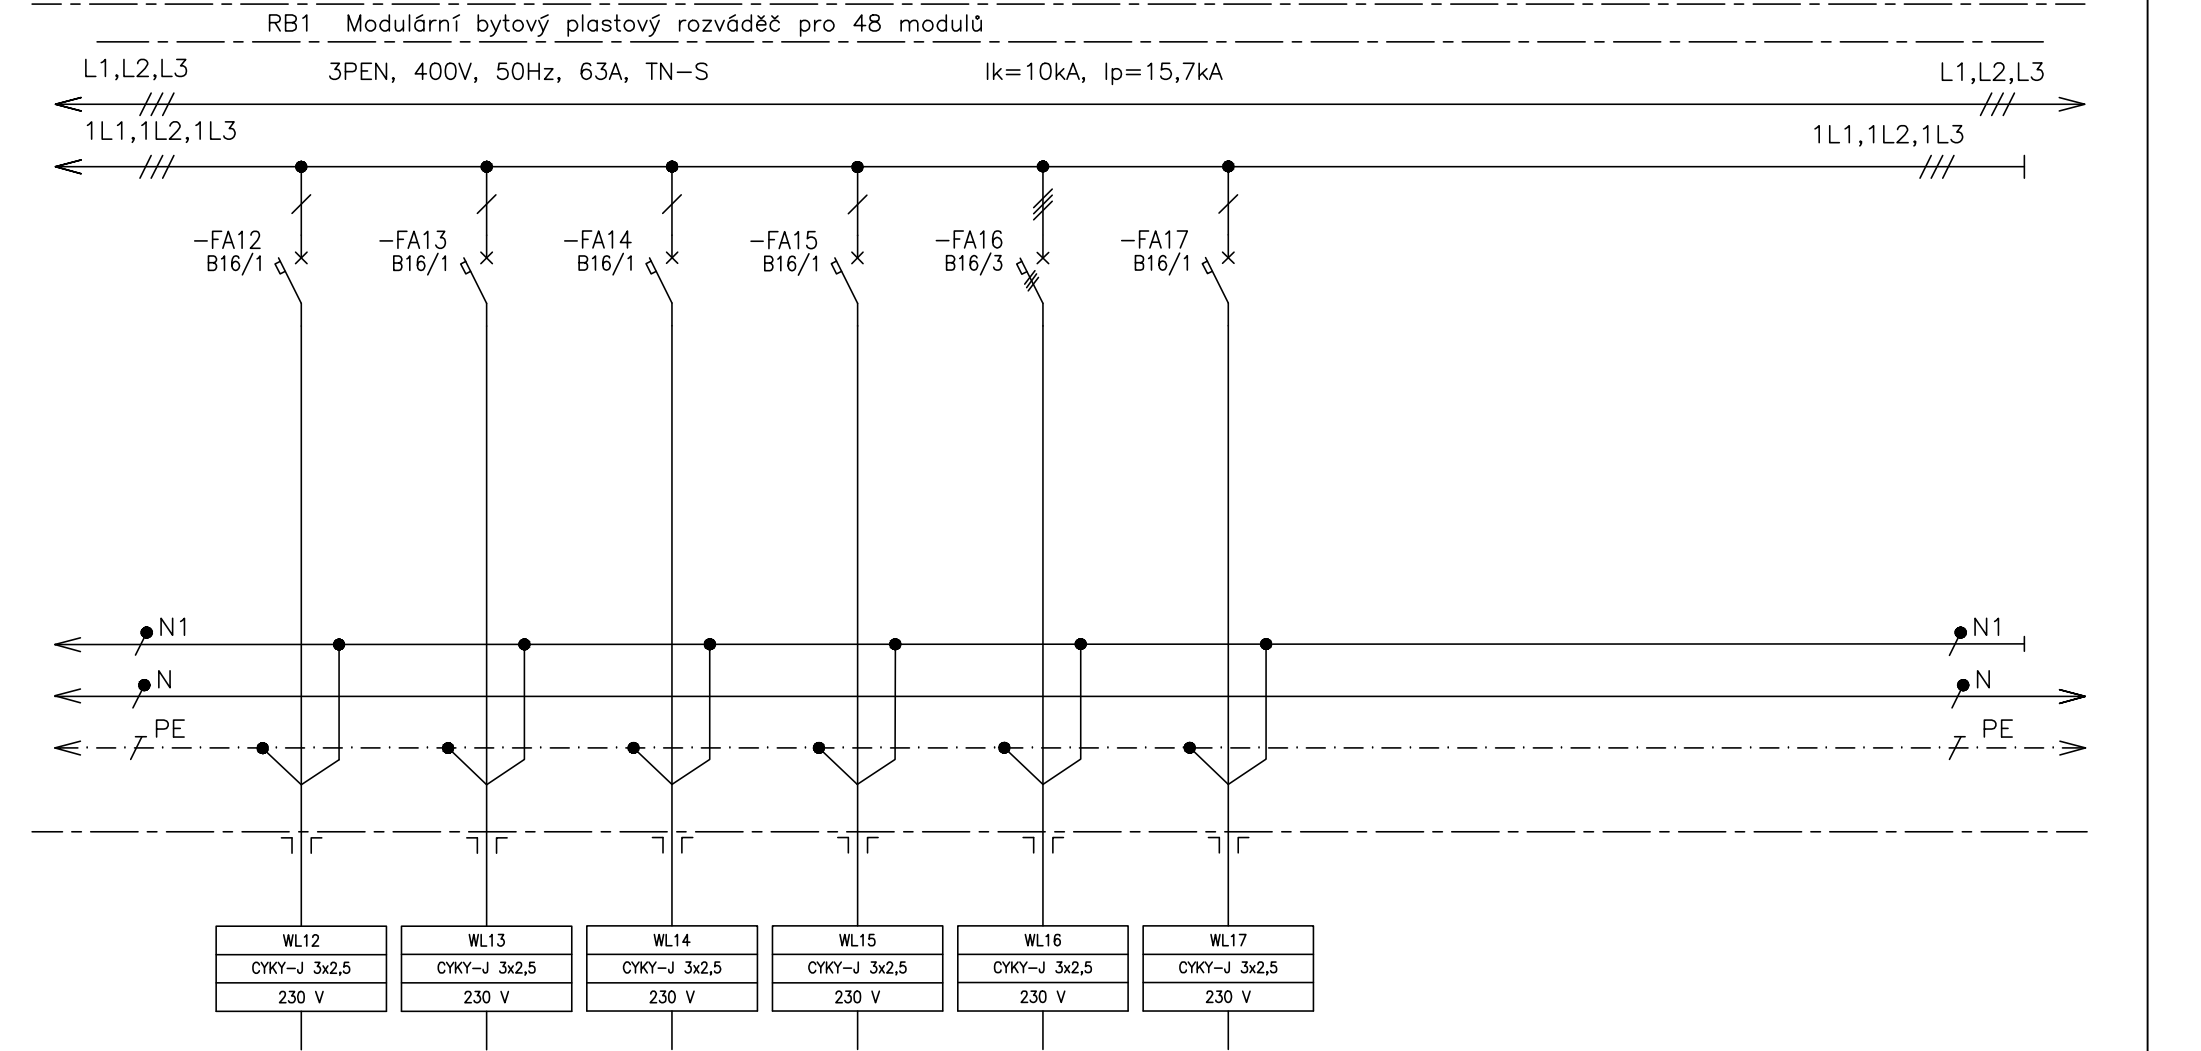 RB1 Modulární bytový plastový rozváděč pro 48 modulů
L1,L2,L3 3PEN, 400V, 50Hz, 63A, TN-S Ik=10kA, Ip=15,7kA L1,L2,L3
1L1,1L2,1L3 1L1,1L2,1L3
-FA12 -FA13 -FA14 -FA15 -FA16 -FA17
B16/1 B16/1 B16/1 B16/1 B16/3 B16/1
N1 N1
N N
PE PE
WL12 WL13 WL14 WL15 WL16 WL17
CYKY-J 3x2,5 CYKY-J 3x2,5 CYKY-J 3x2,5 CYKY-J 3x2,5 CYKY-J 3x2,5 CYKY-J 3x2,5
230 V 230 V 230 V 230 V 230 V 230 V